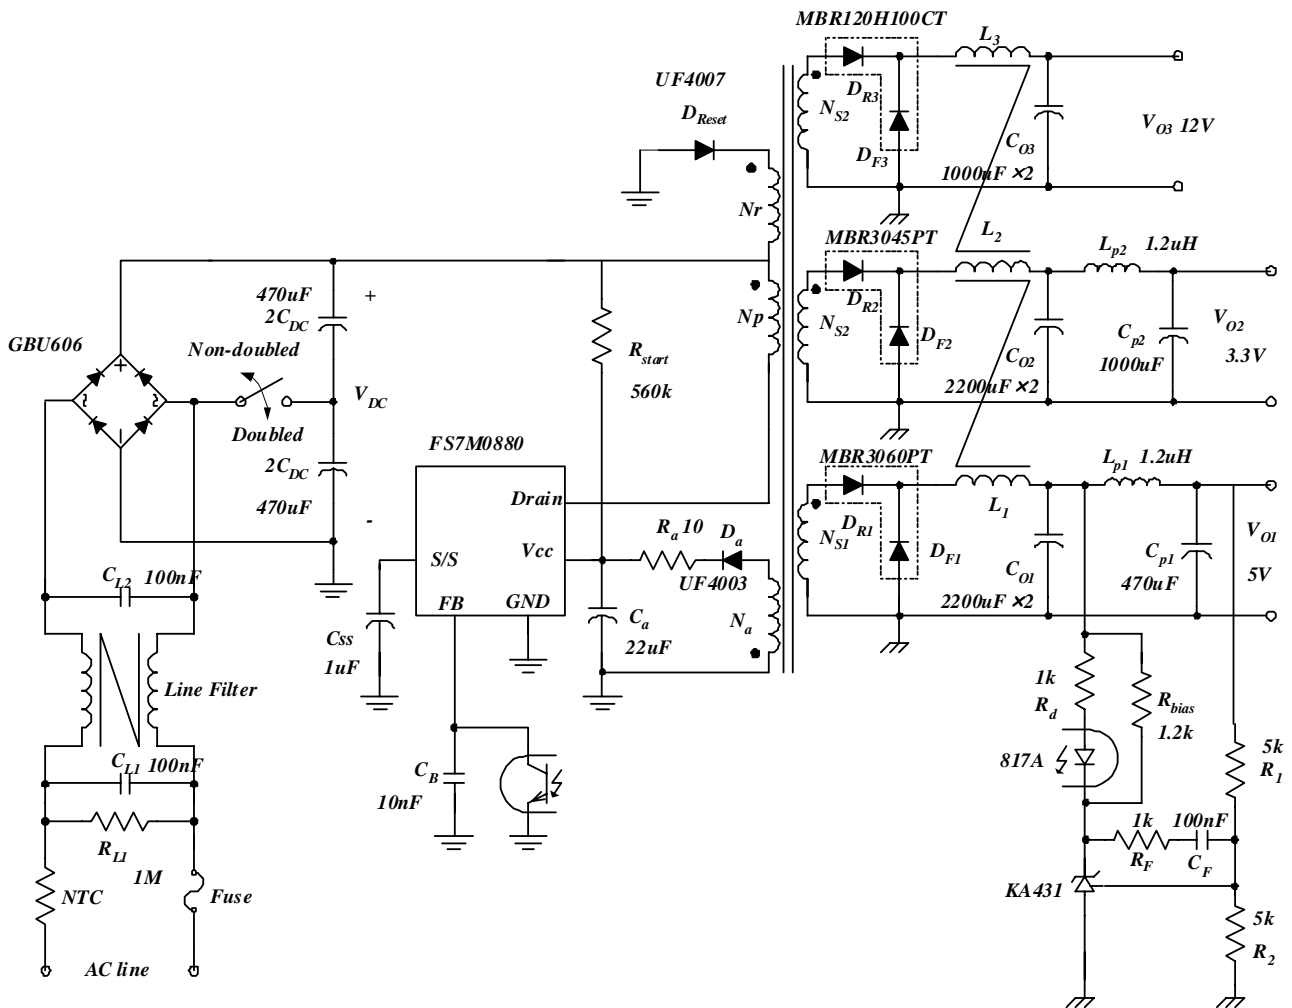 MBR120H100CT
L3
UF4007
DReset
DR3
NS2
DF3
CO3
1000uF ×2
VO3 12V
Nr
MBR3045PT
L2
Lp2 1.2uH
470uF
+
2CDC
Np
DR2
NS2
DF2
CO2
2200uF ×2
Cp2
1000uF
VO2
3.3V
GBU606
Non-doubled
Rstart
560k
VDC
Doubled
2CDC
470uF
-
FS7M0880
Drain
Vcc
S/S
FB
GND
MBR3060PT
L1
Lp1 1.2uH
Ra 10
Da
UF4003
DR1
NS1
DF1
CO1
2200uF ×2
Cp1
470uF
VO1
5V
CL2 100nF
Css
1uF
Ca
22uF
Na
Line Filter
1k
Rd
Rbias
1.2k
817A
5k
R1
CL1 100nF
CB
10nF
1k
100nF
RF
CF
RL1
1M
NTC
Fuse
KA431
5k
R2
AC line